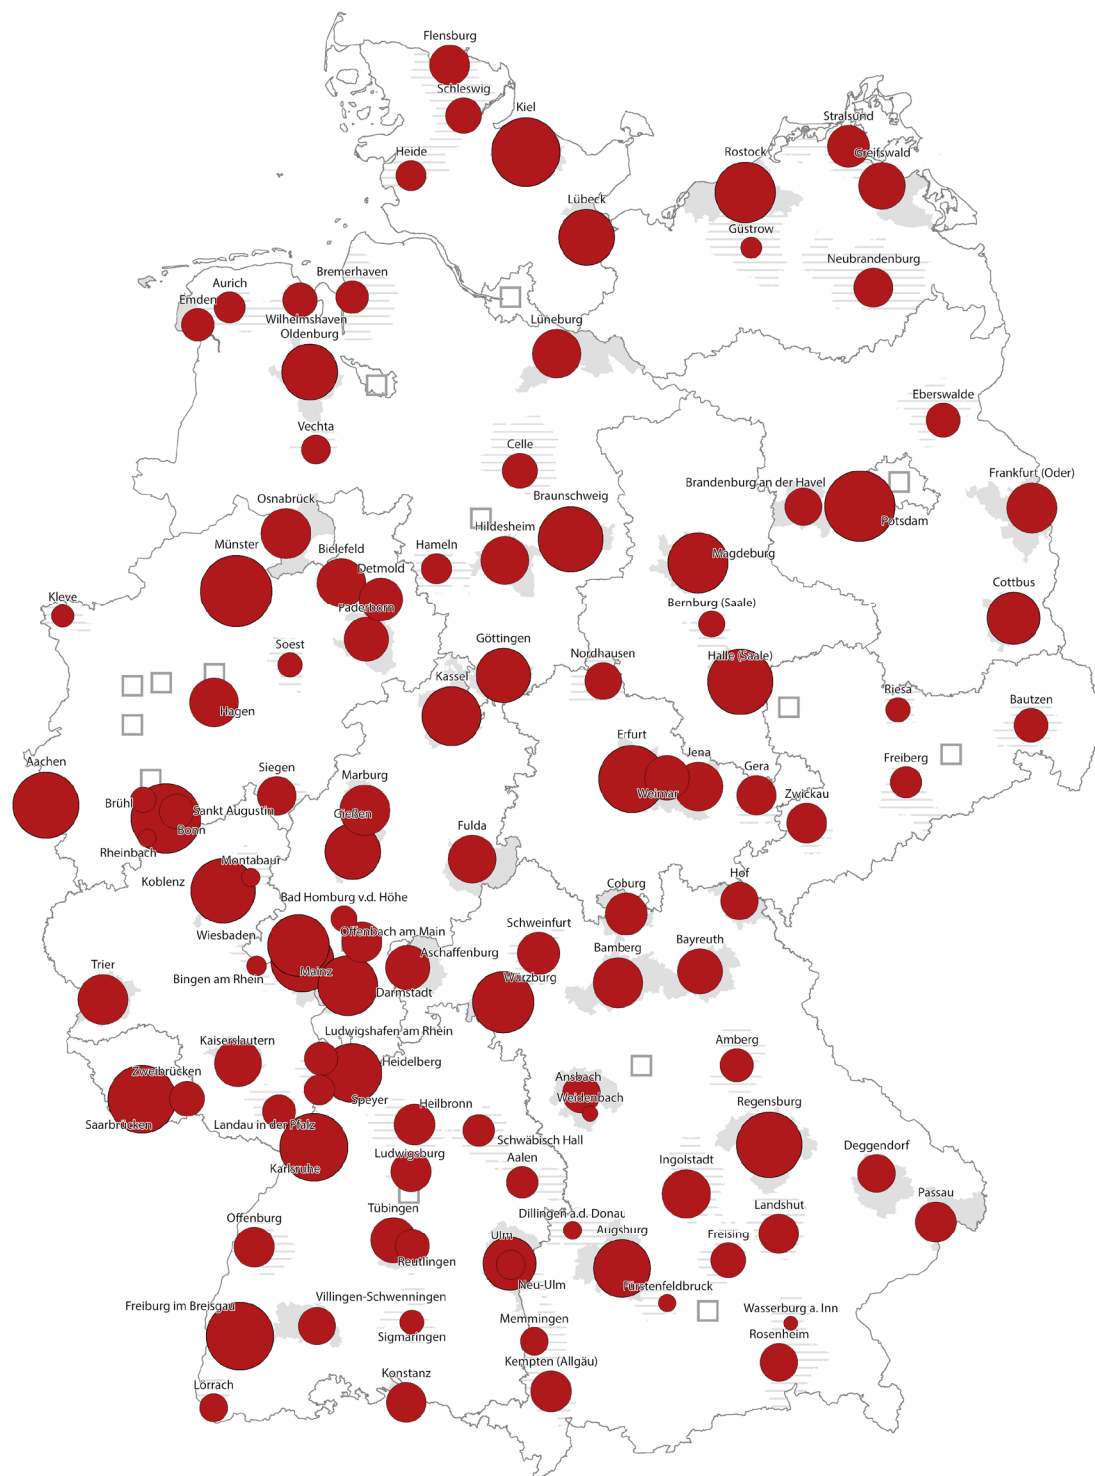 Flensburg
Schleswig
Kiel
Stralsund
Heide
Rostock
Greifswald
Lübeck
Güstrow
Neubrandenburg
Bremerhaven
Aurich
Emden
Wilhelmshaven
Oldenburg
Lüneburg
Eberswalde
Vechta
Celle
Frankfurt (Oder)
Brandenburg an der Havel
Osnabrück
Braunschweig
Potsdam
Hildesheim
Münster
Bielefeld
Hameln
Magdeburg
Detmold
Cottbus
Kleve
Bernburg (Saale)
Paderborn
Göttingen
Soest
Nordhausen
Halle (Saale)
Kassel
Riesa
Bautzen
Hagen
Erfurt
Jena
Aachen
Siegen
Marburg
Gera
Freiberg
Weimar
Zwickau
Brühl
Sankt Augustin
Gießen
Bonn
Fulda
Rheinbach
Montabaur
Koblenz
Hof
Coburg
Bad Homburg v.d. Höhe
Schweinfurt
Offenbach am Main
Wiesbaden
Bayreuth
Bamberg
Aschaffenburg
Trier
Mainz
Bingen am Rhein
Würzburg
Darmstadt
Ludwigshafen am Rhein
Kaiserslautern
Amberg
Heidelberg
Zweibrücken
Ansbach
Weidenbach
Speyer
Regensburg
Heilbronn
Saarbrücken
Landau in der Pfalz
Schwäbisch Hall
Deggendorf
Ludwigsburg
Aalen
Ingolstadt
Karlsruhe
Passau
Landshut
Tübingen
Dillingen a.d. Donau
Offenburg
Augsburg
Freising
Ulm
Reutlingen
Neu-Ulm
Fürstenfeldbruck
Villingen-Schwenningen
Freiburg im Breisgau
Wasserburg a. Inn
Memmingen
Sigmaringen
Rosenheim
Kempten (Allgäu)
Konstanz
Lörrach